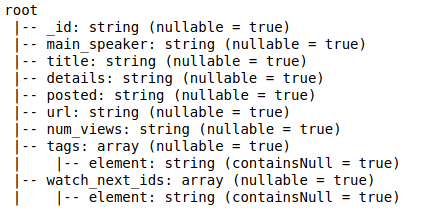 root
 |-- _id: string (nullable = true)
 |-- main_speaker: string (nullable = true)
 |-- title: string (nullable = true)
 |-- details: string (nullable = true)
 |-- posted: string (nullable = true)
 |-- url: string (nullable = true)
 |-- num_views: string (nullable = true)
 |-- tags: array (nullable = true)
 |    |-- element: string (containsNull = true)
 |-- watch_next_ids: array (nullable = true)
 |    |-- element: string (containsNull = true)